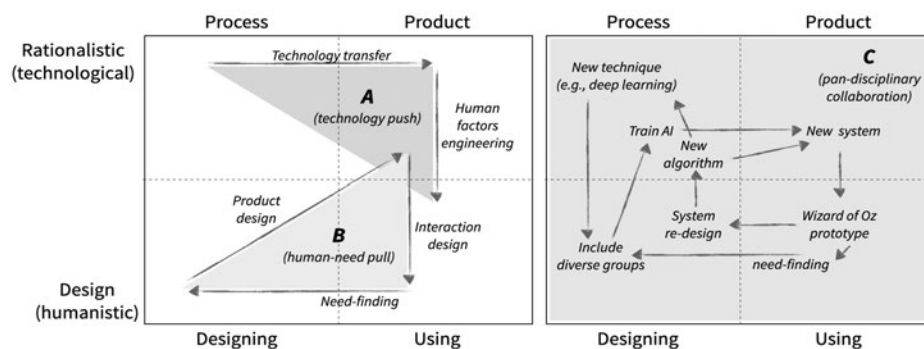 Process
Product
Process
Product
Rationalistic
(technological)
Design
(humanistic)
Technology transfer
A
(technology push)
Human
factors
engineering
Product
design
B
(human-need pull)
Interaction
design
Need-finding
Designing
Using
C
(pan-disciplinary
collaboration)
New technique
(e.g., deep learning)
Train AI
New
algorithm
New system
System
re-design
Wizard of Oz
prototype
Include
diverse groups
need-finding
Designing
Using